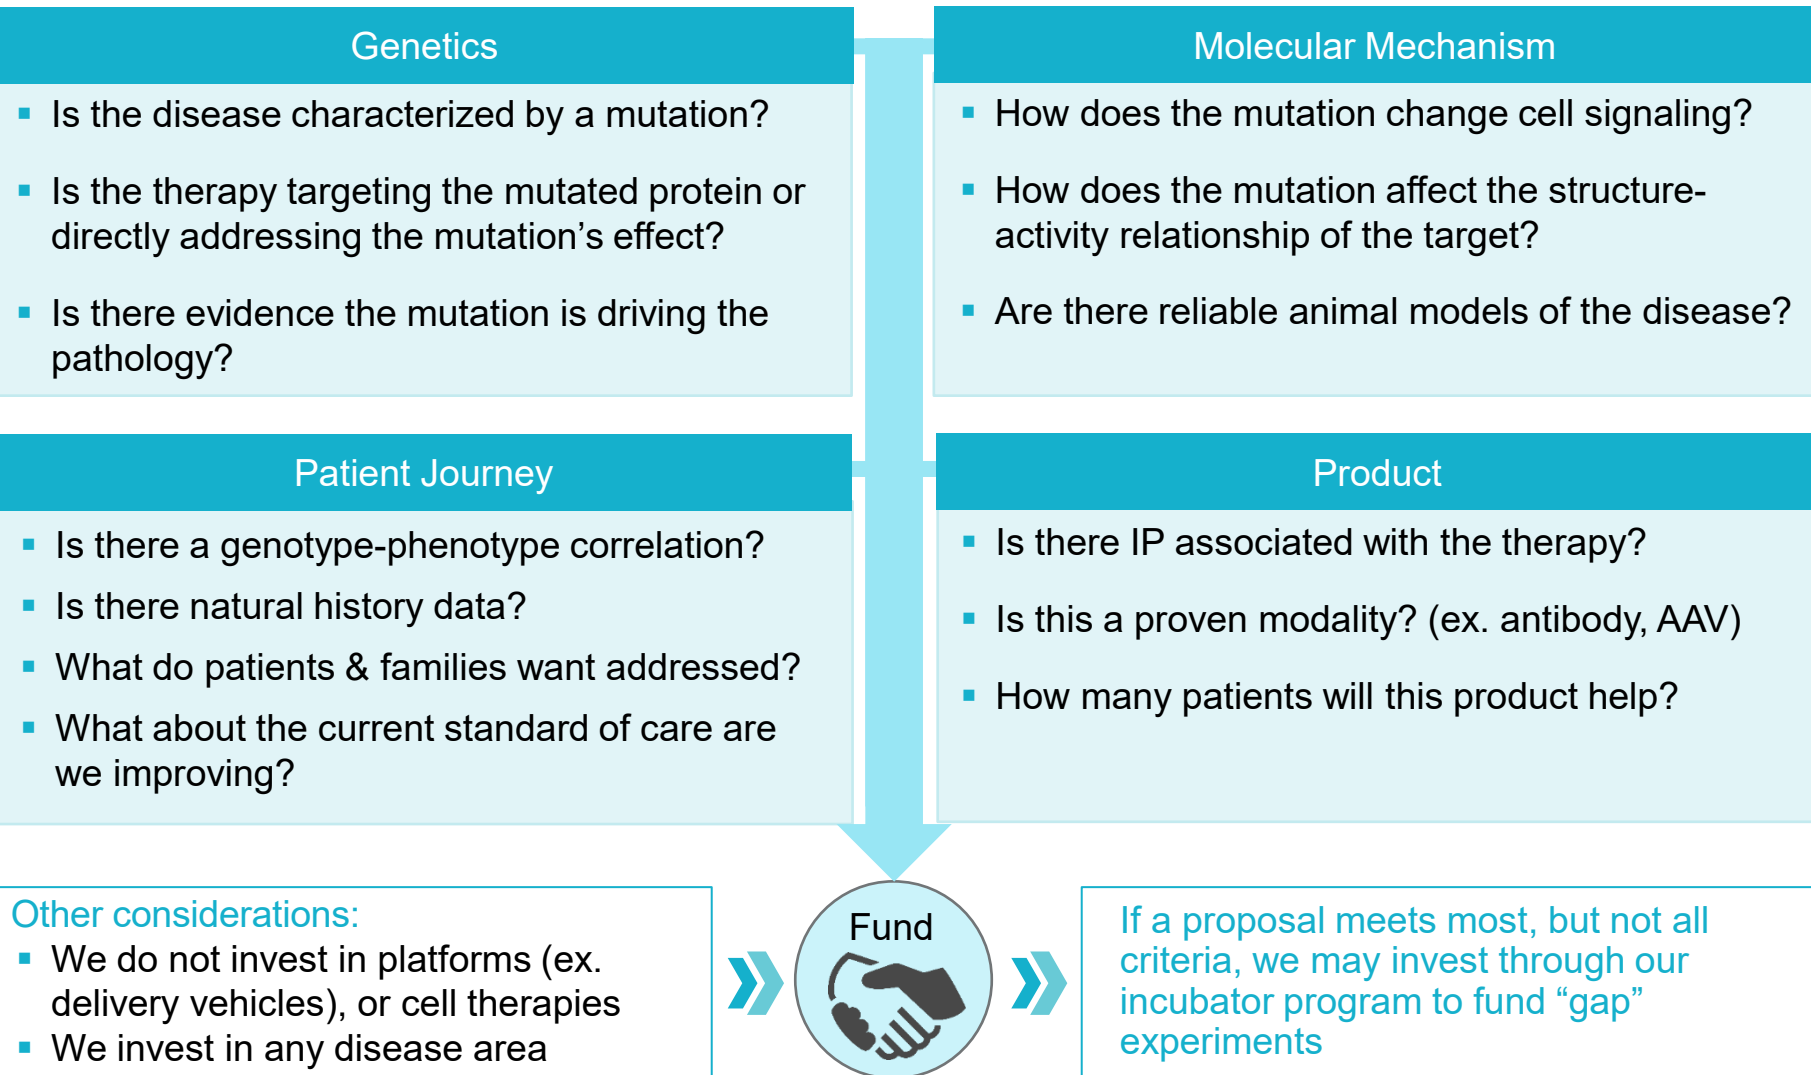 Genetics
▪ Is the disease characterized by a mutation?
▪ Is the therapy targeting the mutated protein or
directly addressing the mutation’s effect?
▪ Is there evidence the mutation is driving the
pathology?
Molecular Mechanism
▪ How does the mutation change cell signaling?
▪ How does the mutation affect the structure-
activity relationship of the target?
▪ Are there reliable animal models of the disease?
Patient Journey
▪ Is there a genotype-phenotype correlation?
▪ Is there natural history data?
▪ What do patients & families want addressed?
▪ What about the current standard of care are
we improving?
Product
▪ Is there IP associated with the therapy?
▪ Is this a proven modality? (ex. antibody, AAV)
▪ How many patients will this product help?
Other considerations:
▪ We do not invest in platforms (ex.
delivery vehicles), or cell therapies
▪ We invest in any disease area
Fund
If a proposal meets most, but not all
criteria, we may invest through our
incubator program to fund “gap”
experiments